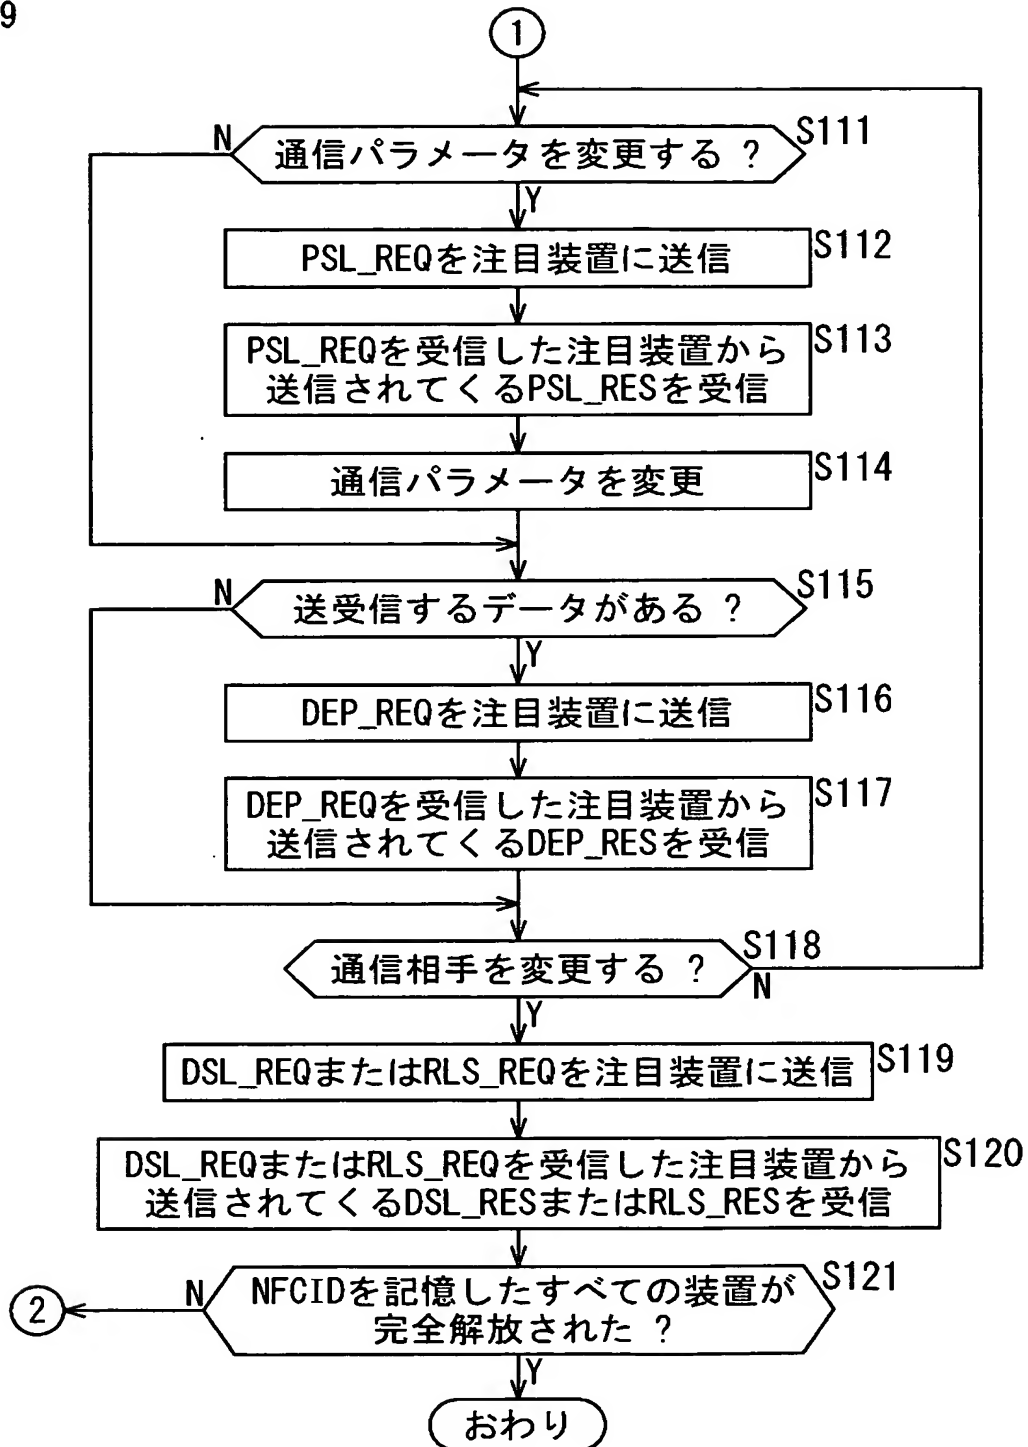 9
1
S111
N
通信パラメータを変更する ?
Y
S112
PSL_REQを注目装置に送信
S113
PSL_REQを受信した注目装置から
送信されてくるPSL_RESを受信
S114
通信パラメータを変更
S115
N
送受信するデータがある ?
Y
S116
DEP_REQを注目装置に送信
S117
DEP_REQを受信した注目装置から
送信されてくるDEP_RESを受信
S118
通信相手を変更する ?
N
Y
S119
DSL_REQまたはRLS_REQを注目装置に送信
S120
DSL_REQまたはRLS_REQを受信した注目装置から
送信されてくるDSL_RESまたはRLS_RESを受信
S121
N
NFCIDを記憶したすべての装置が
完全解放された ?
2
Y
おわり